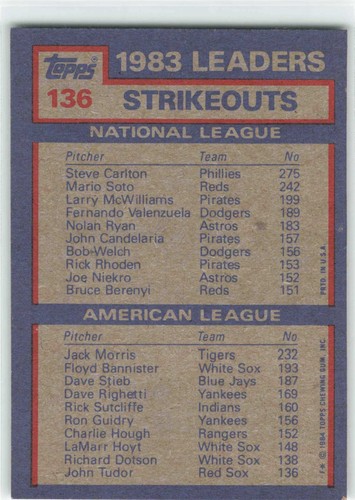 Topps®
1983 LEADERS
136 STRIKEOUTS
NATIONAL LEAGUE
Pitcher Team No
Steve Carlton Phillies 275
Mario Soto Reds 242
Larry McWilliams Pirates 199
Fernando Valenzuela Dodgers 189
Nolan Ryan Astros 183
John Candelaria Pirates 157
Bob-Welch Dodgers 156
Rick Rhoden Pirates 153
Joe Niekro Astros 152
Bruce Berenyi Reds 151
PRTD. IN U.S.A.
AMERICAN LEAGUE
Pitcher Team No
Jack Morris Tigers 232
Floyd Bannister White Sox 193
Dave Stieb Blue Jays 187
Dave Righetti Yankees 169
Rick Sutcliffe Indians 160
Ron Guidry Yankees 156
Charlie Hough Rangers 152
LaMarr Hoyt White Sox 148
Richard Dotson White Sox 138
John Tudor Red Sox 136
© 1984 TOPPS CHEWING GUM, INC.